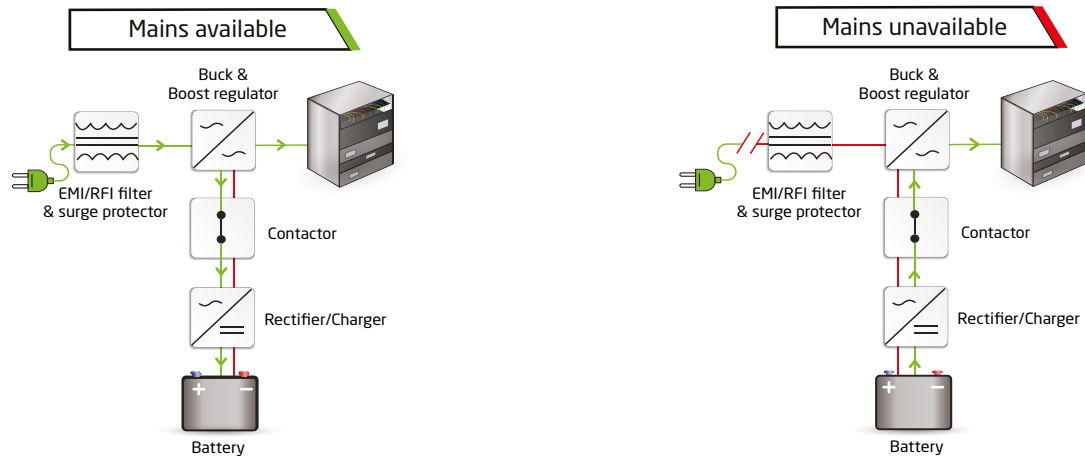 Mains available
Buck &
Boost regulator
EMI/RFI filter
& surge protector
Contactor
Rectifier/Charger
+ −
Battery
Mains unavailable
Buck &
Boost regulator
EMI/RFI filter
& surge protector
Contactor
Rectifier/Charger
+ −
Battery